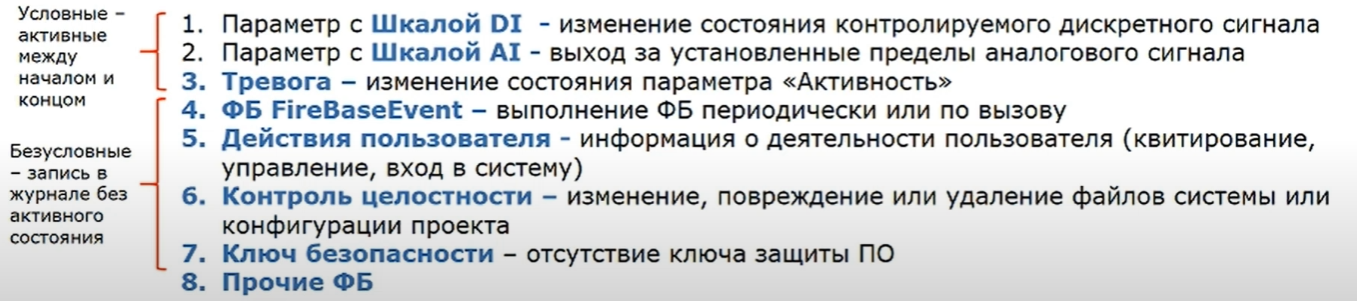 Условные –
активные
между
началом и
концом
Безусловные
– запись в
журнале без
активного
состояния
1. Параметр с Шкалой DI - изменение состояния контролируемого дискретного сигнала
2. Параметр с Шкалой AI - выход за установленные пределы аналогового сигнала
3. Тревога – изменение состояния параметра «Активность»
4. ФБ FireBaseEvent – выполнение ФБ периодически или по вызову
5. Действия пользователя - информация о деятельности пользователя (квитирование,
управление, вход в систему)
6. Контроль целостности – изменение, повреждение или удаление файлов системы или
конфигурации проекта
7. Ключ безопасности – отсутствие ключа защиты ПО
8. Прочие ФБ